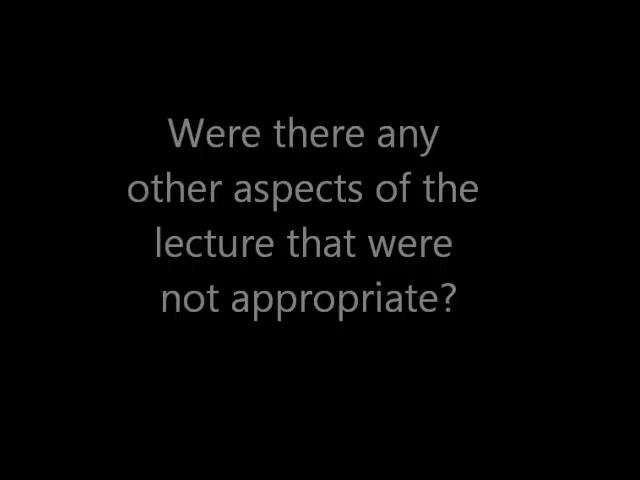 Were there any
other aspects of the
lecture that were
not appropriate?